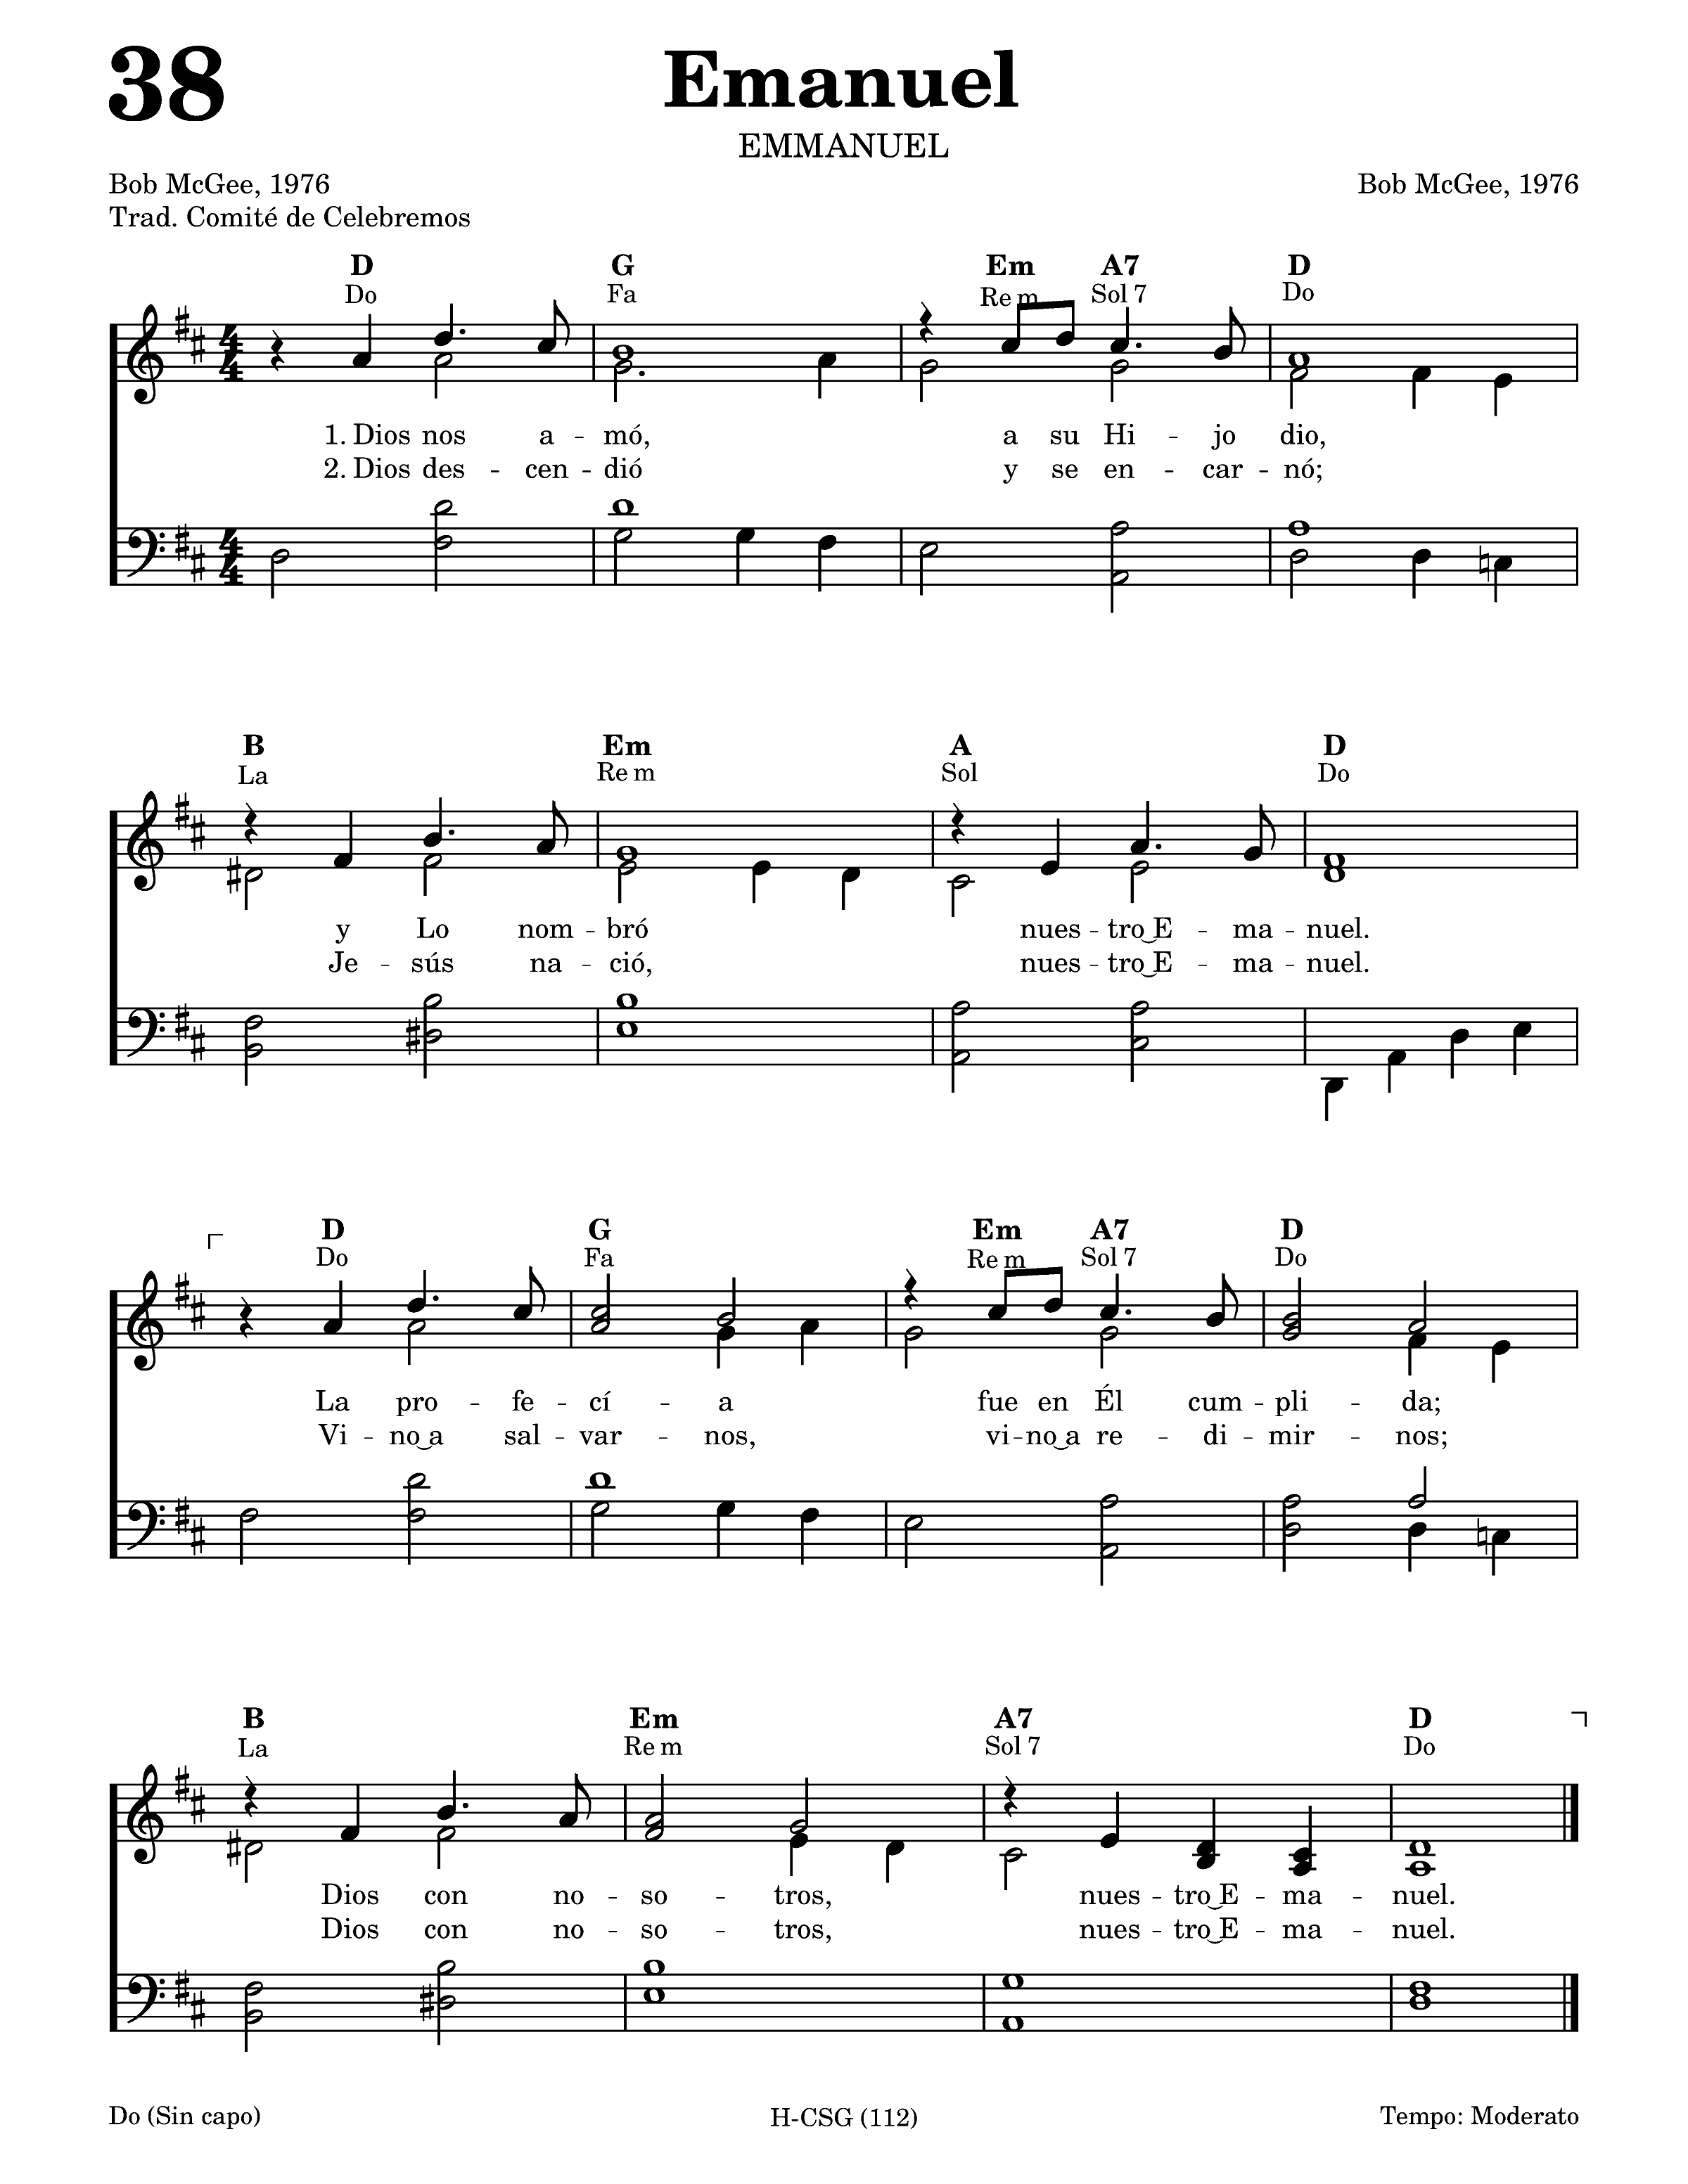 38 Emanuel
EMMANUEL
Bob McGee, 1976 Bob McGee, 1976
Trad. Comité de Celebremos
D G Em A7 D
Do Fa Re m Sol 7 Do
1. Dios nos a – mó, a su Hi – jo dio,
2. Dios des – cen – dió y se en – car – nó;
B Em A D
La Re m Sol Do
y Lo nom – bró nues – tro‿E – ma – nuel.
Je – sús na – ció, nues – tro‿E – ma – nuel.
D G Em A7 D
Do Fa Re m Sol 7 Do
La pro – fe – cí – a fue en Él cum – pli – da;
Vi – no‿a sal – var – nos, vi – no‿a re – di – mir – nos;
B Em A7 D
La Re m Sol 7 Do
Dios con no – so – tros, nues – tro‿E – ma – nuel.
Dios con no – so – tros, nues – tro‿E – ma – nuel.
Do (Sin capo) H-CSG (112) Tempo: Moderato